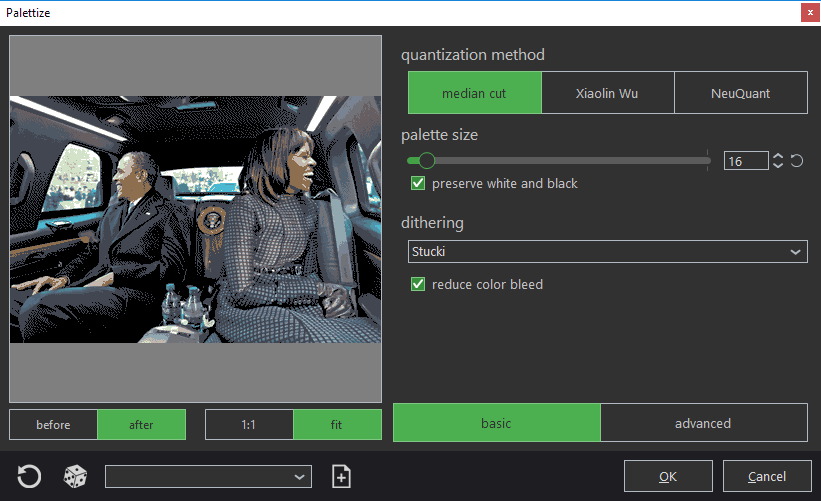 Palettize
x
quantization method
median cut
Xiaolin Wu
NeuQuant
palette size
16
preserve white and black
dithering
Stucki
reduce color bleed
before
after
1:1
fit
basic
advanced
OK
Cancel